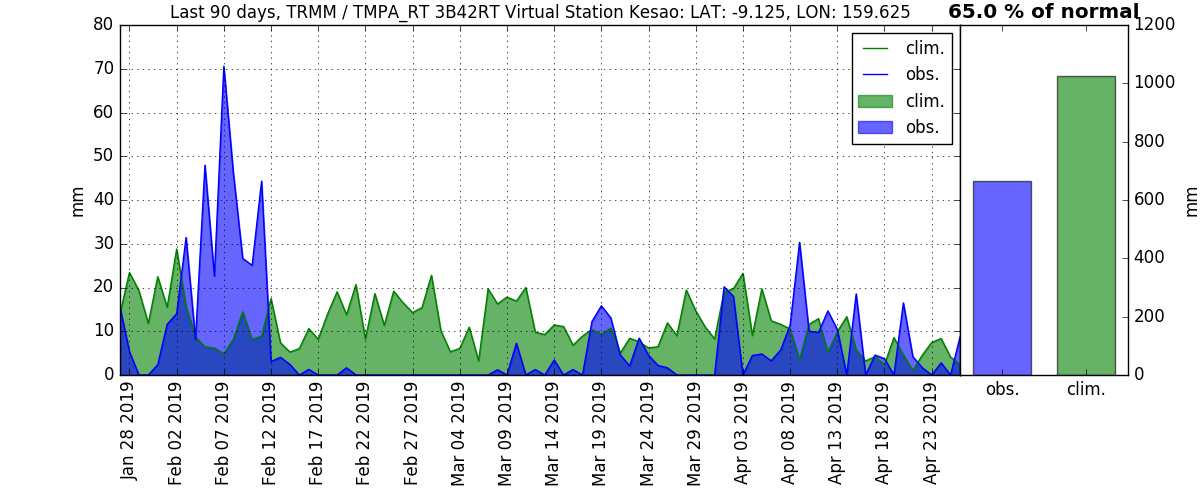 Last 90 days, TRMM / TMPA_RT 3B42RT Virtual Station Kesao: LAT: -9.125, LON: 159.625
65.0 % of normal
80
70
60
50
40
30
20
10
0
mm
clim.
obs.
clim.
obs.
1200
1000
800
600
400
200
0
mm
obs.
clim.
Jan 28 2019
Feb 02 2019
Feb 07 2019
Feb 12 2019
Feb 17 2019
Feb 22 2019
Feb 27 2019
Mar 04 2019
Mar 09 2019
Mar 14 2019
Mar 19 2019
Mar 24 2019
Mar 29 2019
Apr 03 2019
Apr 08 2019
Apr 13 2019
Apr 18 2019
Apr 23 2019